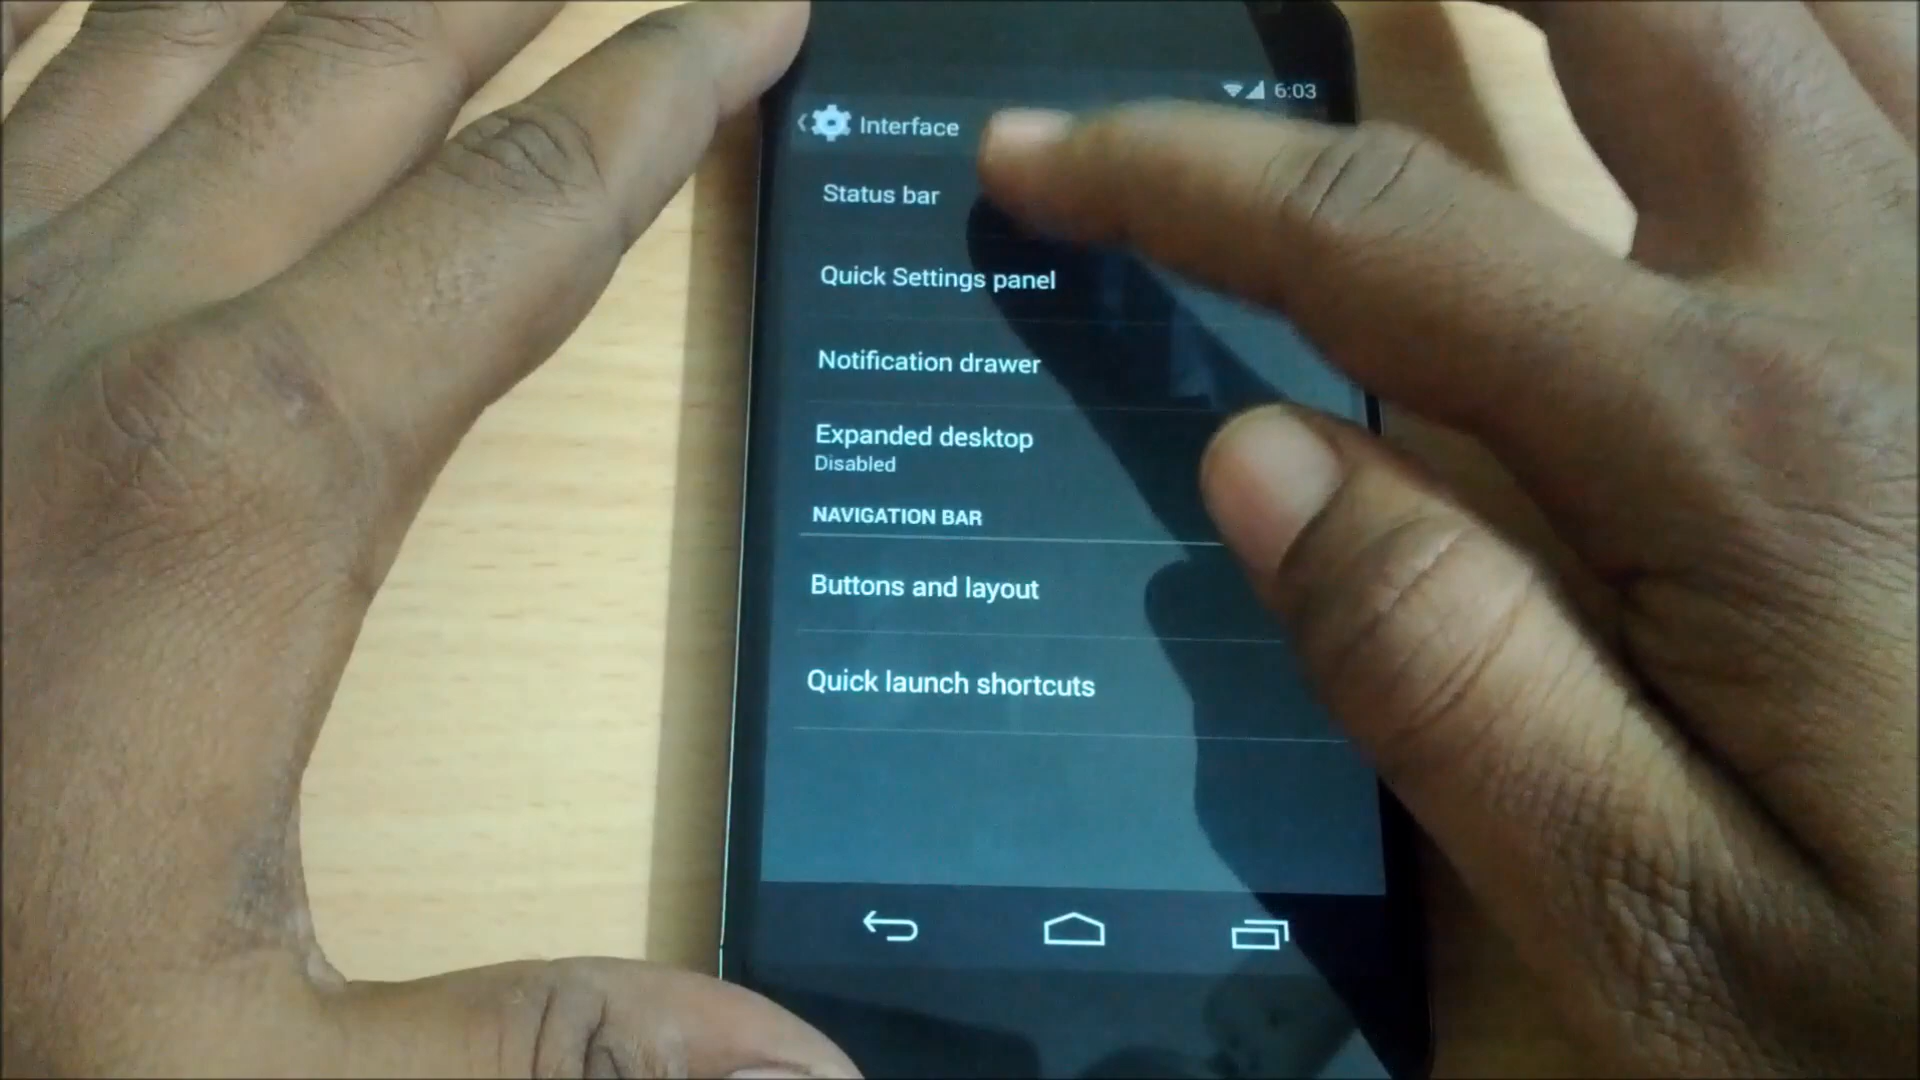 6:03
Interface
Status bar
Quick Settings panel
Notification drawer
Expanded desktop
Disabled
NAVIGATION BAR
Buttons and layout
Quick launch shortcuts